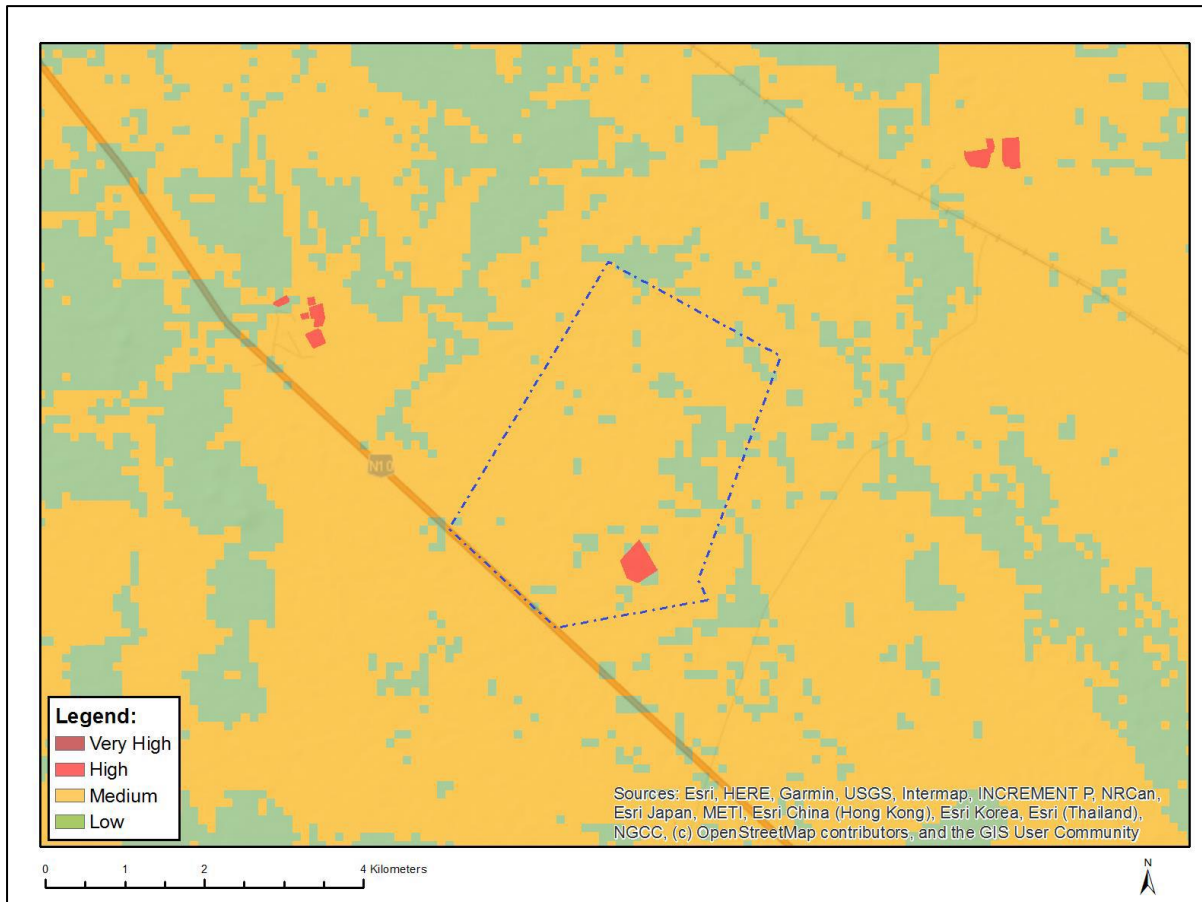 N10
Legend:
Very High
High
Medium
Low
Sources: Esri, HERE, Garmin, USGS, Intermap, INCREMENT P, NRCan,
Esri Japan, METI, Esri China (Hong Kong), Esri Korea, Esri (Thailand),
NGCC, (c) OpenStreetMap contributors, and the GIS User Community
0 1 2 4 Kilometers
N